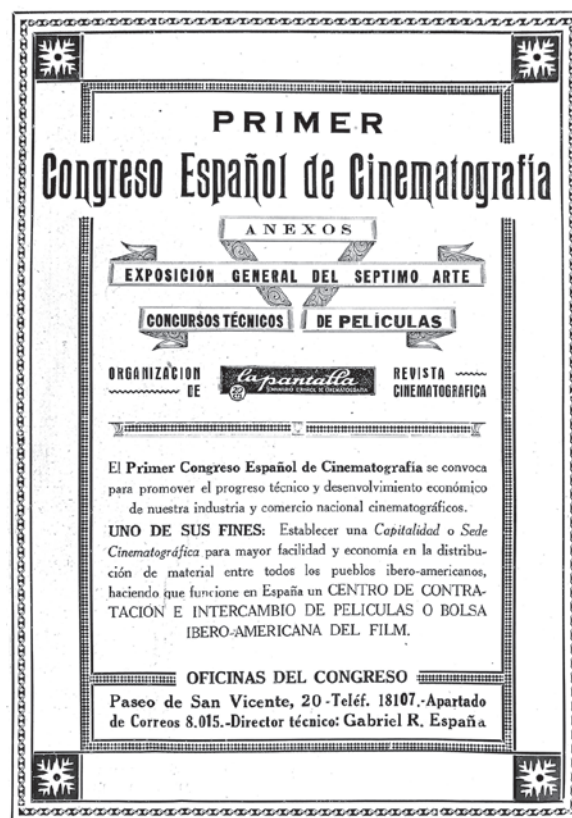 PRIMER
Congreso Español de Cinematografía
ANEXOS
EXPOSICIÓN GENERAL DEL SEPTIMO ARTE
CONCURSOS TÉCNICOS DE PELÍCULAS
ORGANIZACION DE
la pantalla
SEMANARIO ESPAÑOL DE CINEMATOGRAFIA
REVISTA CINEMATOGRAFICA
El Primer Congreso Español de Cinematografía se convoca
para promover el progreso técnico y desenvolvimiento económico
de nuestra industria y comercio nacional cinematográficos.
UNO DE SUS FINES: Establecer una Capitalidad o Sede
Cinematográfica para mayor facilidad y economía en la distribu-
ción de material entre todos los pueblos ibero-americanos,
haciendo que funcione en España un CENTRO DE CONTRA-
TACIÓN E INTERCAMBIO DE PELICULAS O BOLSA
IBERO-AMERICANA DEL FILM.
OFICINAS DEL CONGRESO
Paseo de San Vicente, 20-Teléf. 18107.-Apartado
de Correos 8.015.-Director técnico: Gabriel R. España